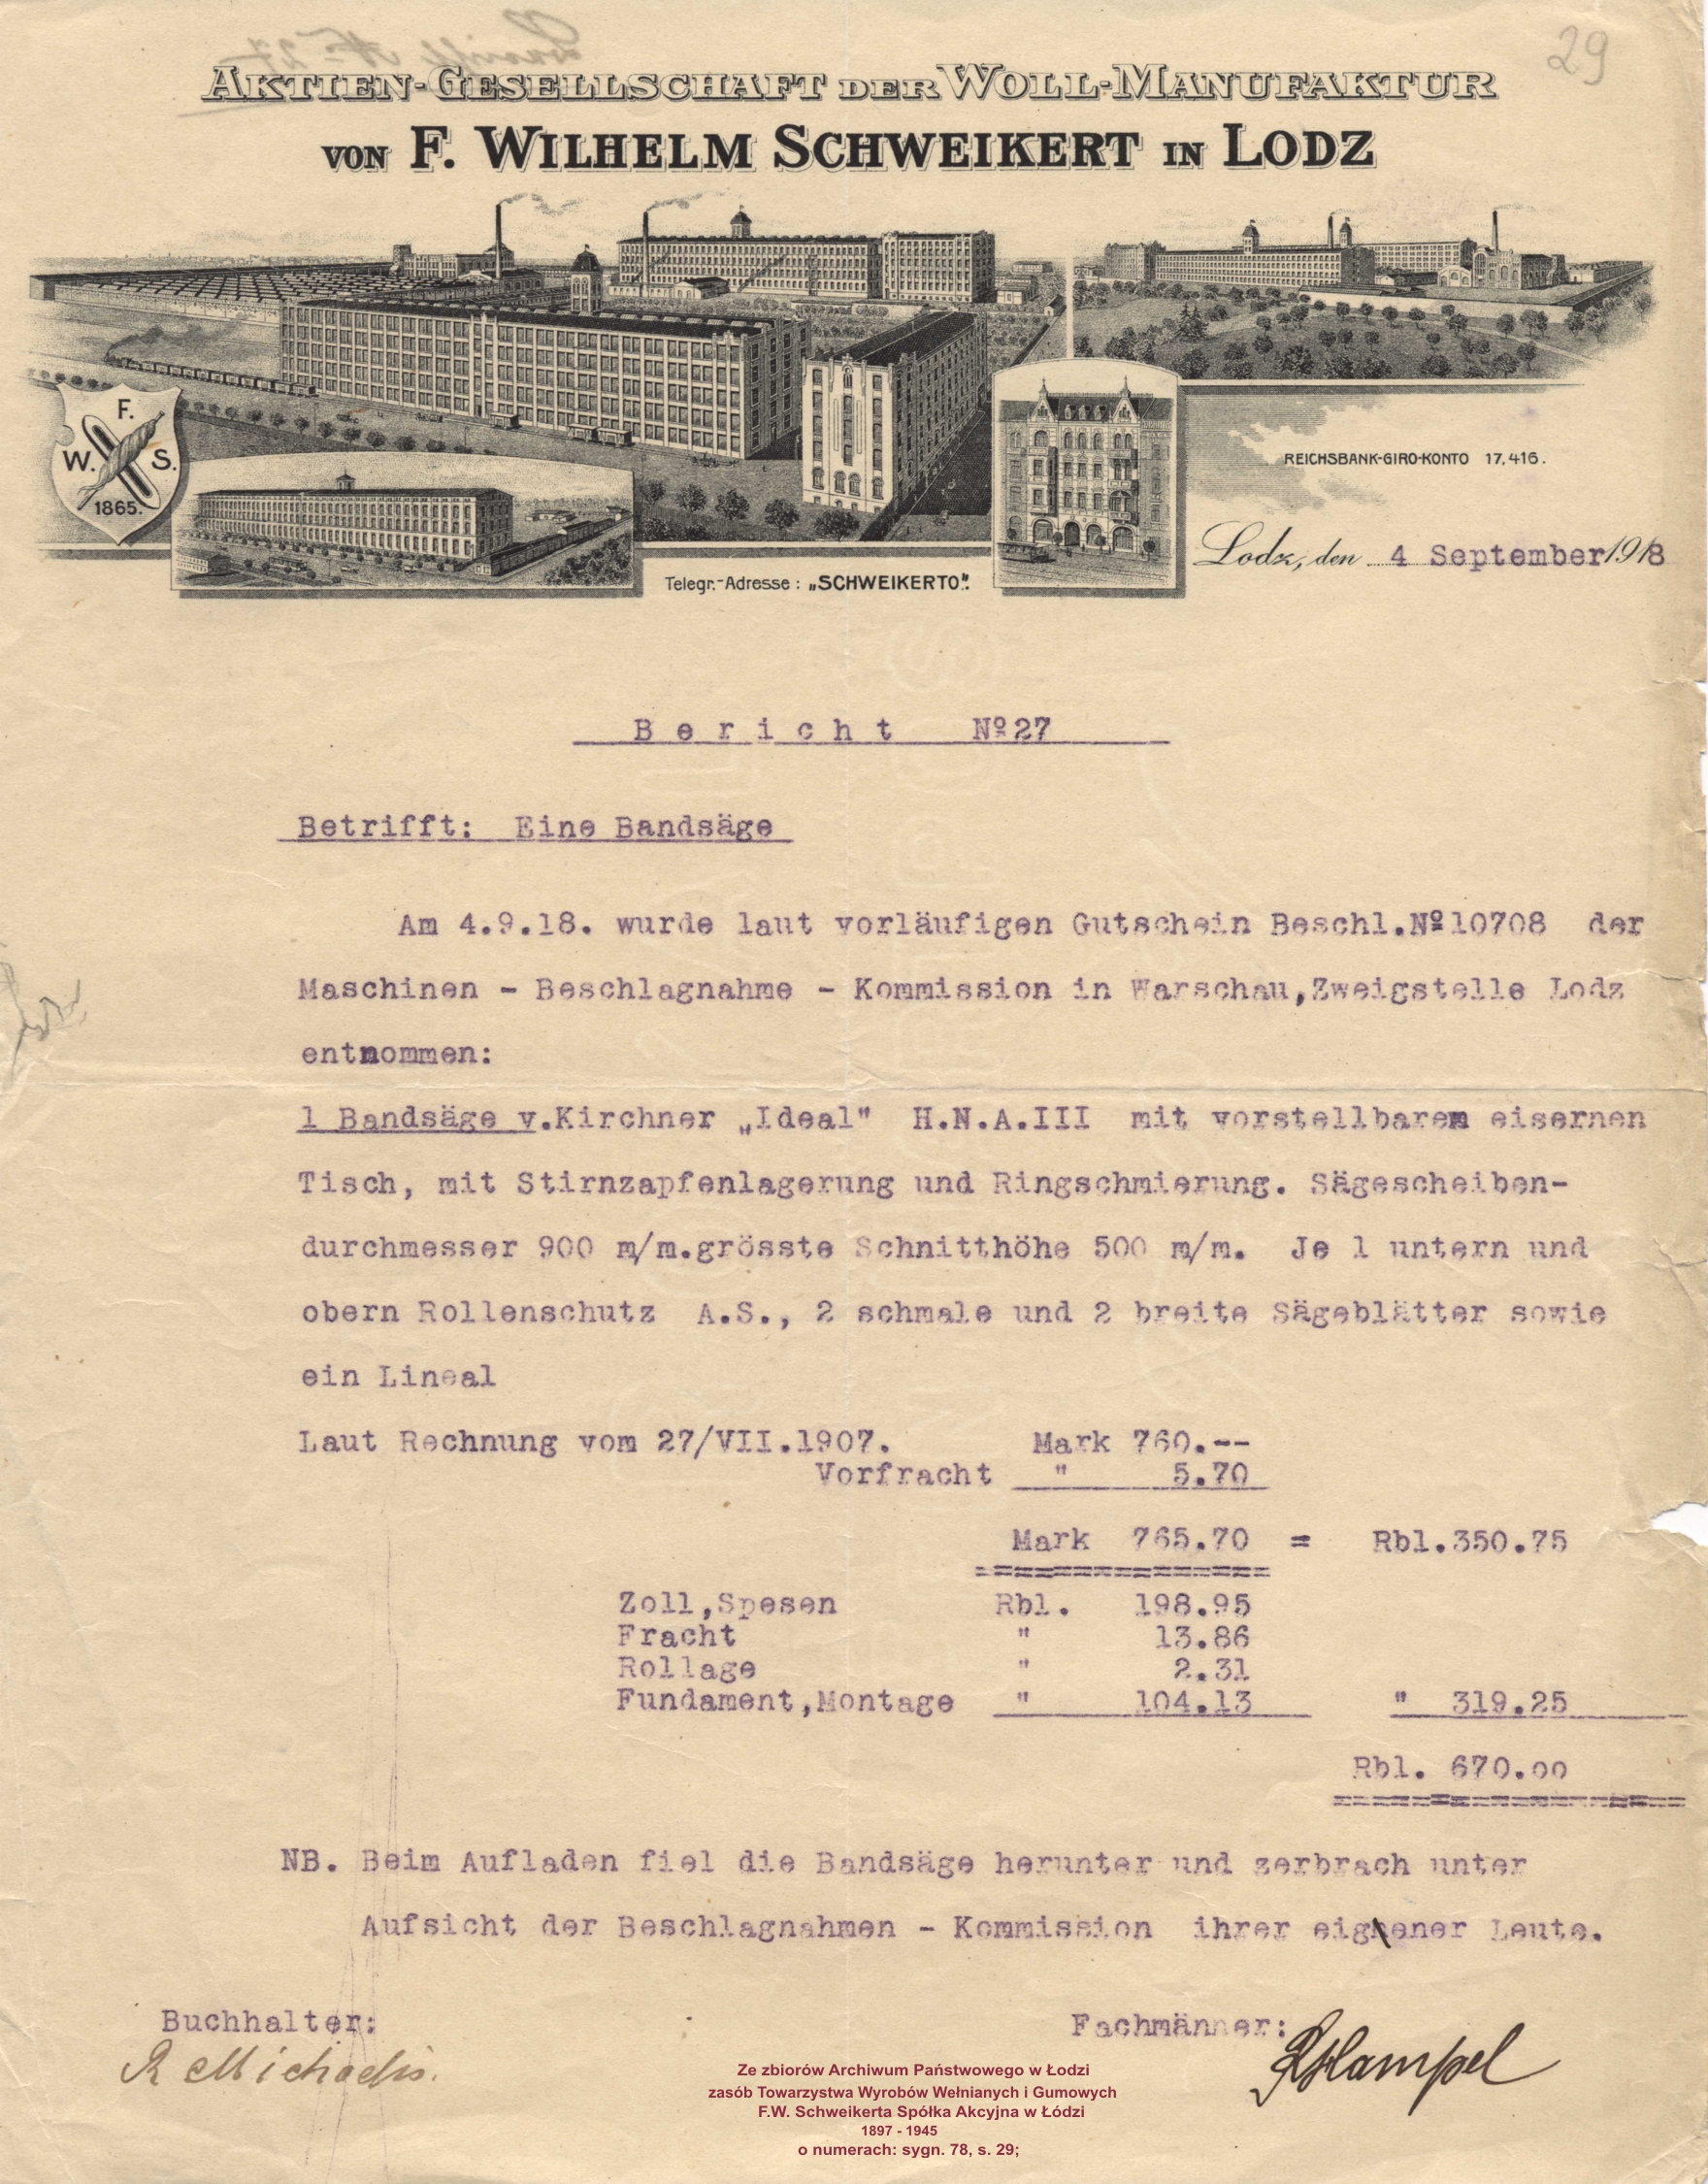 29
AKTIEN-GESELLSCHAFT DER WOLL-MANUFAKTUR
VON F. WILHELM SCHWEIKERT IN LODZ
F.
W. S.
1865.
REICHSBANK-GIRO-KONTO 17,416.
Lodz, den 4 September 1918
Telegr.-Adresse: „SCHWEIKERTO".
Bericht Nº27
Betrifft: Eine Bandsäge
Am 4.9.18. wurde laut vorläufigen Gutschein Beschl.Nº10708 der
Maschinen - Beschlagnahme - Kommission in Warschau,Zweigstelle Lodz
entnommen:
1 Bandsäge v.Kirchner „Ideal" H.N.A.III mit vorstellbarem eisernen
Tisch, mit Stirnzapfenlagerung und Ringschmierung. Sägescheiben-
durchmesser 900 m/m.grösste Schnitthöhe 500 m/m. Je 1 untern und
obern Rollenschutz A.S., 2 schmale und 2 breite Sägeblätter sowie
ein Lineal
Laut Rechnung vom 27/VII.1907. Mark 760.--
Vorfracht " 5.70
Mark 765.70 = Rbl.350.75
===============
Zoll,Spesen Rbl. 198.95
Fracht " 13.86
Rollage " 2.31
Fundament,Montage " 104.13 " 319.25
Rbl. 670.00
==================
NB. Beim Aufladen fiel die Bandsäge herunter und zerbrach unter
Aufsicht der Beschlagnahmen - Kommission ihrer eigener Leute.
Buchhalter: Fachmänner:
R Michaelis.
Ze zbiorów Archiwum Państwowego w Łodzi
zasób Towarzystwa Wyrobów Wełnianych i Gumowych
F.W. Schweikerta Spółka Akcyjna w Łódzi
1897 - 1945
o numerach: sygn. 78, s. 29;